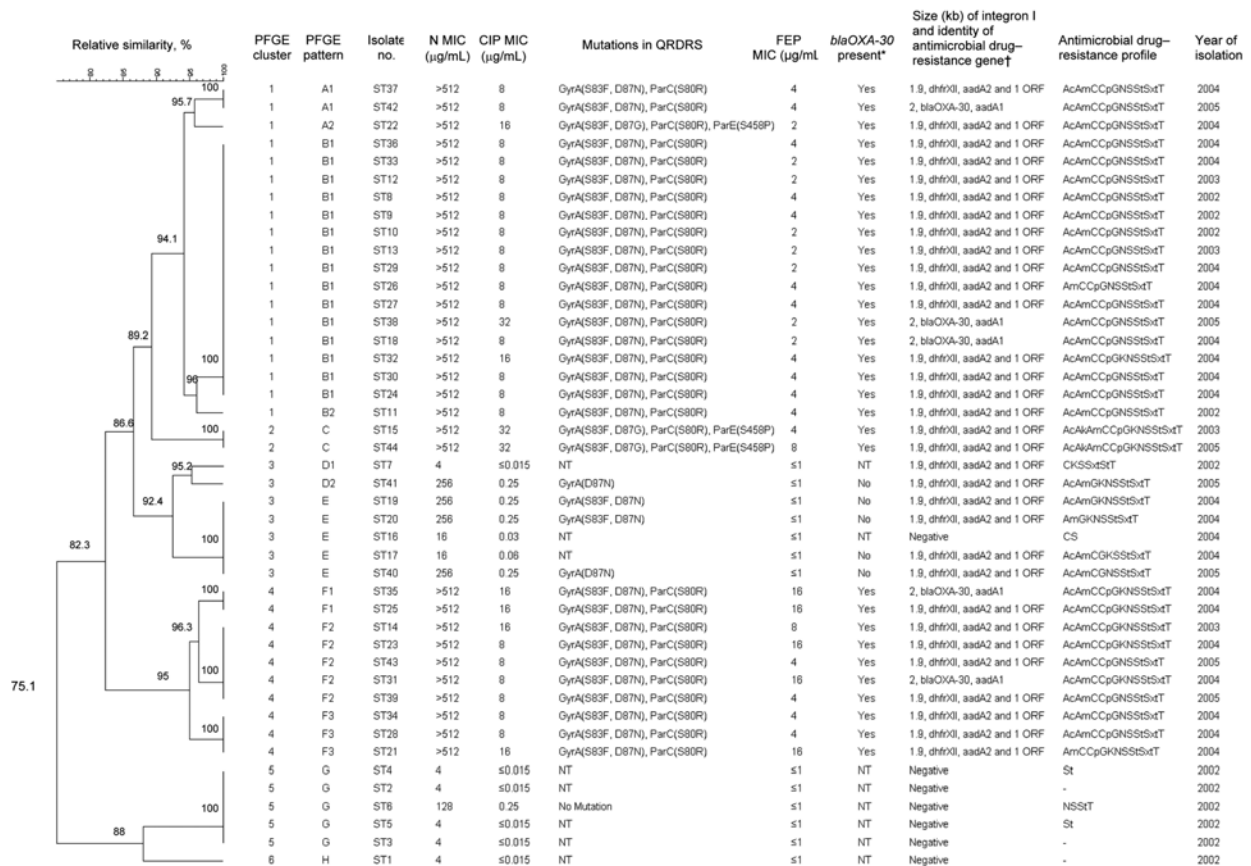 Relative similarity, %
PFGE cluster PFGE pattern Isolate no. N MIC (µg/mL) CIP MIC (µg/mL) Mutations in QRDRS FEP MIC (µg/mL blaOXA-30 present* Size (kb) of integron I and identity of antimicrobial drug–resistance gene† Antimicrobial drug–resistance profile Year of isolation
80 85 90 95 100
1 A1 ST37 >512 8 GyrA(S83F, D87N), ParC(S80R) 4 Yes 1.9, dhfrXII, aadA2 and 1 ORF AcAmCCpGNSStSxtT 2004
1 A1 ST42 >512 8 GyrA(S83F, D87N), ParC(S80R) 4 Yes 2, blaOXA-30, aadA1 AcAmCCpGNSStSxtT 2005
1 A2 ST22 >512 16 GyrA(S83F, D87G), ParC(S80R), ParE(S458P) 2 Yes 1.9, dhfrXII, aadA2 and 1 ORF AcAmCCpGNSStSxtT 2004
1 B1 ST36 >512 8 GyrA(S83F, D87N), ParC(S80R) 4 Yes 1.9, dhfrXII, aadA2 and 1 ORF AcAmCCpGNSStSxtT 2004
1 B1 ST33 >512 8 GyrA(S83F, D87N), ParC(S80R) 2 Yes 1.9, dhfrXII, aadA2 and 1 ORF AcAmCCpGNSStSxtT 2004
1 B1 ST12 >512 8 GyrA(S83F, D87N), ParC(S80R) 2 Yes 1.9, dhfrXII, aadA2 and 1 ORF AcAmCCpGNSStSxtT 2003
1 B1 ST8 >512 8 GyrA(S83F, D87N), ParC(S80R) 4 Yes 1.9, dhfrXII, aadA2 and 1 ORF AcAmCCpGNSStSxtT 2002
1 B1 ST9 >512 8 GyrA(S83F, D87N), ParC(S80R) 4 Yes 1.9, dhfrXII, aadA2 and 1 ORF AcAmCCpGNSStSxtT 2002
1 B1 ST10 >512 8 GyrA(S83F, D87N), ParC(S80R) 2 Yes 1.9, dhfrXII, aadA2 and 1 ORF AcAmCCpGNSStSxtT 2002
1 B1 ST13 >512 8 GyrA(S83F, D87N), ParC(S80R) 2 Yes 1.9, dhfrXII, aadA2 and 1 ORF AcAmCCpGNSStSxtT 2003
1 B1 ST29 >512 8 GyrA(S83F, D87N), ParC(S80R) 2 Yes 1.9, dhfrXII, aadA2 and 1 ORF AcAmCCpGNSStSxtT 2004
1 B1 ST26 >512 8 GyrA(S83F, D87N), ParC(S80R) 4 Yes 1.9, dhfrXII, aadA2 and 1 ORF AmCCpGNSStSxtT 2004
1 B1 ST27 >512 8 GyrA(S83F, D87N), ParC(S80R) 4 Yes 1.9, dhfrXII, aadA2 and 1 ORF AcAmCCpGNSStSxtT 2004
1 B1 ST38 >512 32 GyrA(S83F, D87N), ParC(S80R) 2 Yes 2, blaOXA-30, aadA1 AcAmCCpGNSStSxtT 2005
1 B1 ST18 >512 8 GyrA(S83F, D87N), ParC(S80R) 2 Yes 2, blaOXA-30, aadA1 AcAmCCpGNSStSxtT 2004
1 B1 ST32 >512 16 GyrA(S83F, D87N), ParC(S80R) 4 Yes 1.9, dhfrXII, aadA2 and 1 ORF AcAmCCpGKNSStSxtT 2004
1 B1 ST30 >512 8 GyrA(S83F, D87N), ParC(S80R) 4 Yes 1.9, dhfrXII, aadA2 and 1 ORF AcAmCCpGNSStSxtT 2004
1 B1 ST24 >512 8 GyrA(S83F, D87N), ParC(S80R) 4 Yes 1.9, dhfrXII, aadA2 and 1 ORF AcAmCCpGNSStSxtT 2004
1 B2 ST11 >512 8 GyrA(S83F, D87N), ParC(S80R) 4 Yes 1.9, dhfrXII, aadA2 and 1 ORF AcAmCCpGNSStSxtT 2002
2 C ST15 >512 32 GyrA(S83F, D87G), ParC(S80R), ParE(S458P) 4 Yes 1.9, dhfrXII, aadA2 and 1 ORF AcAkAmCCpGKNSStSxtT 2003
2 C ST44 >512 32 GyrA(S83F, D87G), ParC(S80R), ParE(S458P) 8 Yes 1.9, dhfrXII, aadA2 and 1 ORF AcAkAmCCpGKNSStSxtT 2005
3 D1 ST7 4 ≤0.015 NT ≤1 NT 1.9, dhfrXII, aadA2 and 1 ORF CKSSxtStT 2002
3 D2 ST41 256 0.25 GyrA(D87N) ≤1 No 1.9, dhfrXII, aadA2 and 1 ORF AcAmGKNSStSxtT 2005
3 E ST19 256 0.25 GyrA(S83F, D87N) ≤1 No 1.9, dhfrXII, aadA2 and 1 ORF AcAmGKNSStSxtT 2004
3 E ST20 256 0.25 GyrA(S83F, D87N) ≤1 No 1.9, dhfrXII, aadA2 and 1 ORF AmGKNSStSxtT 2004
3 E ST16 16 0.03 NT ≤1 NT Negative CS 2004
3 E ST17 16 0.06 NT ≤1 No 1.9, dhfrXII, aadA2 and 1 ORF AcAmCGKSStSxtT 2004
3 E ST40 256 0.25 GyrA(D87N) ≤1 No 1.9, dhfrXII, aadA2 and 1 ORF AcAmCGNSStSxtT 2005
4 F1 ST35 >512 16 GyrA(S83F, D87N), ParC(S80R) 16 Yes 2, blaOXA-30, aadA1 AcAmCCpGKNSStSxtT 2004
4 F1 ST25 >512 16 GyrA(S83F, D87N), ParC(S80R) 16 Yes 1.9, dhfrXII, aadA2 and 1 ORF AcAmCCpGKNSStSxtT 2004
4 F2 ST14 >512 16 GyrA(S83F, D87N), ParC(S80R) 8 Yes 1.9, dhfrXII, aadA2 and 1 ORF AcAmCCpGKNSStSxtT 2003
4 F2 ST23 >512 8 GyrA(S83F, D87N), ParC(S80R) 16 Yes 1.9, dhfrXII, aadA2 and 1 ORF AcAmCCpGKNSStSxtT 2004
4 F2 ST43 >512 8 GyrA(S83F, D87N), ParC(S80R) 4 Yes 1.9, dhfrXII, aadA2 and 1 ORF AcAmCCpGNSStSxtT 2005
4 F2 ST31 >512 8 GyrA(S83F, D87N), ParC(S80R) 16 Yes 2, blaOXA-30, aadA1 AcAmCCpGKNSStSxtT 2004
4 F2 ST39 >512 8 GyrA(S83F, D87N), ParC(S80R) 4 Yes 1.9, dhfrXII, aadA2 and 1 ORF AcAmCCpGNSStSxtT 2005
4 F3 ST34 >512 8 GyrA(S83F, D87N), ParC(S80R) 4 Yes 1.9, dhfrXII, aadA2 and 1 ORF AcAmCCpGNSStSxtT 2004
4 F3 ST28 >512 8 GyrA(S83F, D87N), ParC(S80R) 4 Yes 1.9, dhfrXII, aadA2 and 1 ORF AcAmCCpGNSStSxtT 2004
4 F3 ST21 >512 16 GyrA(S83F, D87N), ParC(S80R) 16 Yes 1.9, dhfrXII, aadA2 and 1 ORF AmCCpGKNSStSxtT 2004
5 G ST4 4 ≤0.015 NT ≤1 NT Negative St 2002
5 G ST2 4 ≤0.015 NT ≤1 NT Negative - 2002
5 G ST6 128 0.25 No Mutation ≤1 NT Negative NSStT 2002
5 G ST5 4 ≤0.015 NT ≤1 NT Negative St 2002
5 G ST3 4 ≤0.015 NT ≤1 NT Negative - 2002
6 H ST1 4 ≤0.015 NT ≤1 NT Negative - 2002
100
95.7
94.1
89.2
100
96
86.6
100
95.2
92.4
100
82.3
100
96.3
100
95
75.1
100
100
88